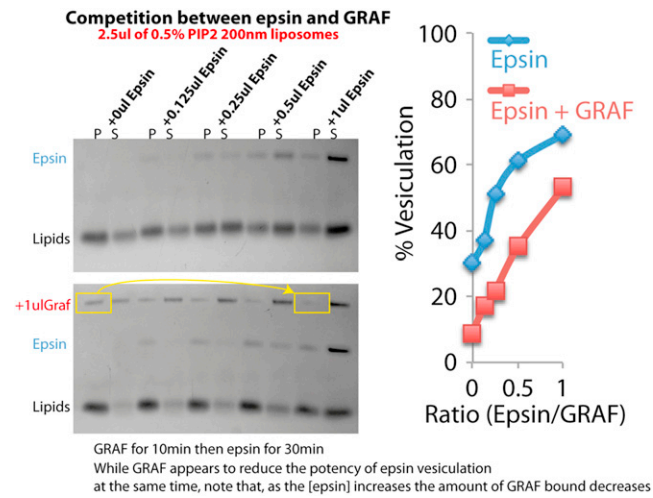 Competition between epsin and GRAF
2.5ul of 0.5% PIP2 200nm liposomes
+0ul Epsin
+0.125ul Epsin
+0.25ul Epsin
+0.5ul Epsin
+1ul Epsin
P S P S P S P S P S
Epsin
Lipids
+1ulGraf
Epsin
Lipids
GRAF for 10min then epsin for 30min
While GRAF appears to reduce the potency of epsin vesiculation
at the same time, note that, as the [epsin] increases the amount of GRAF bound decreases
100
80
60
40
20
0
% Vesiculation
Epsin
Epsin + GRAF
0 0.5 1
Ratio (Epsin/GRAF)